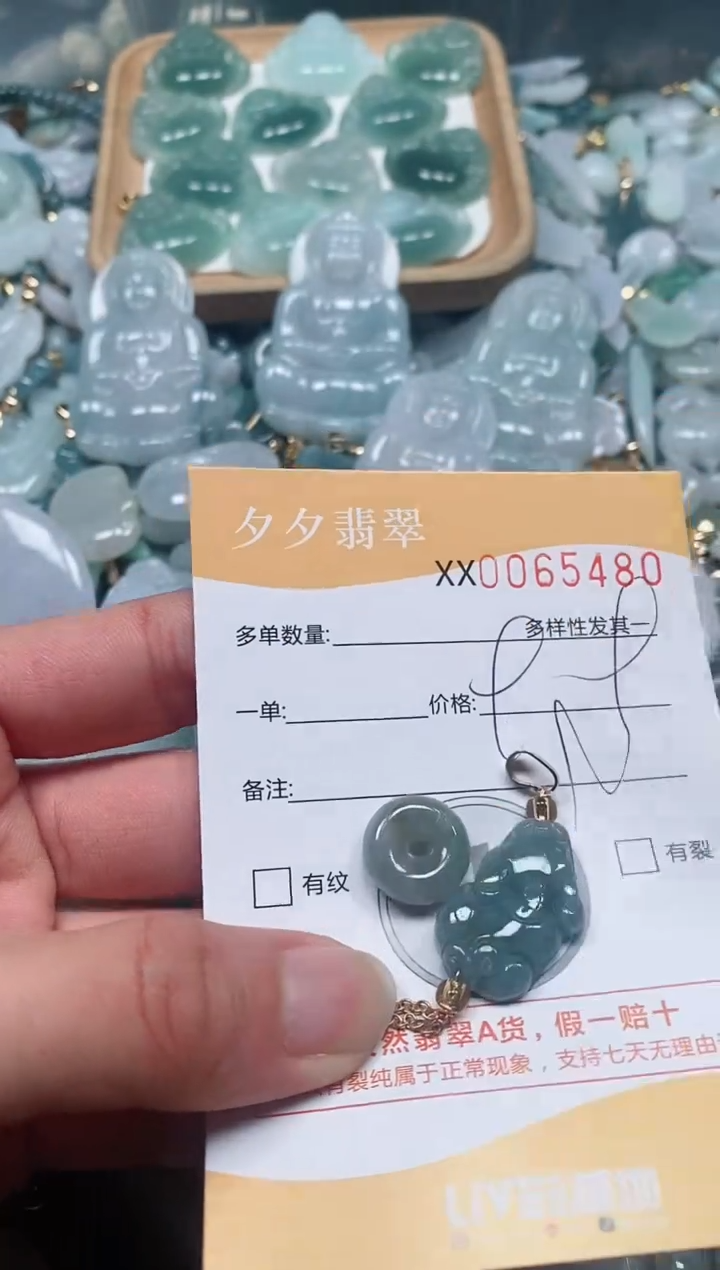 夕夕翡翠
XX0065480
多单数量: 多样性发其一
一单: 价格:
备注:
有纹 有裂
然翡翠A货，假一赔十
有裂纯属于正常现象，支持七天无理由